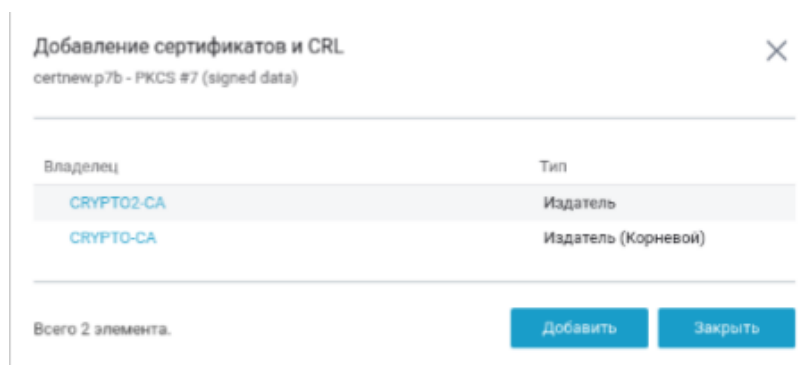 Добавление сертификатов и CRL
certnew.p7b - PKCS #7 (signed data)
Владелец Тип
CRYPTO2-CA Издатель
CRYPTO-CA Издатель (Корневой)
Всего 2 элемента. Добавить Закрыть